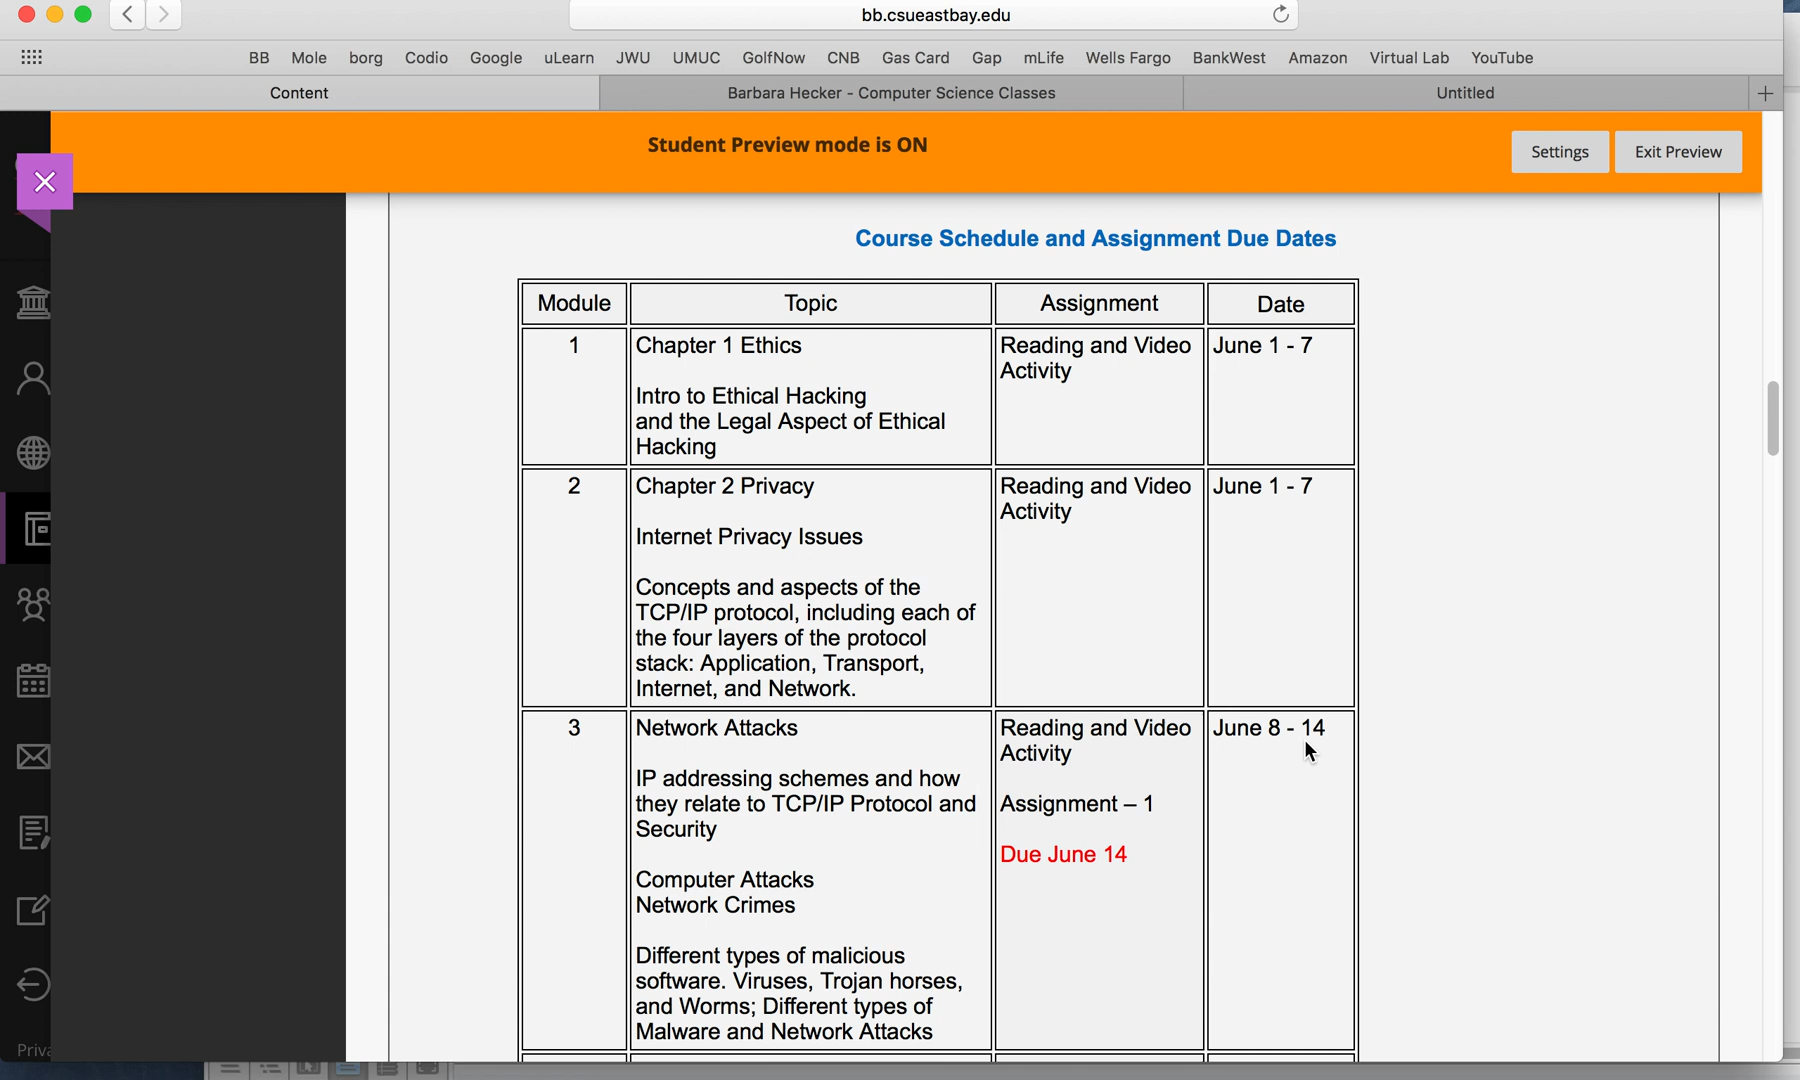 bb.csueastbay.edu
BB Mole borg Codio Google uLearn JWU UMUC GolfNow CNB Gas Card Gap mLife Wells Fargo BankWest Amazon Virtual Lab YouTube
Content
Barbara Hecker - Computer Science Classes
Untitled
Student Preview mode is ON
Settings
Exit Preview
Course Schedule and Assignment Due Dates
Module Topic Assignment Date
1
Chapter 1 Ethics
Intro to Ethical Hacking
and the Legal Aspect of Ethical
Hacking
Reading and Video
Activity
June 1 - 7
2
Chapter 2 Privacy
Internet Privacy Issues
Concepts and aspects of the
TCP/IP protocol, including each of
the four layers of the protocol
stack: Application, Transport,
Internet, and Network.
Reading and Video
Activity
June 1 - 7
3
Network Attacks
IP addressing schemes and how
they relate to TCP/IP Protocol and
Security
Computer Attacks
Network Crimes
Different types of malicious
software. Viruses, Trojan horses,
and Worms; Different types of
Malware and Network Attacks
Reading and Video
Activity
Assignment – 1
Due June 14
June 8 - 14
Priva